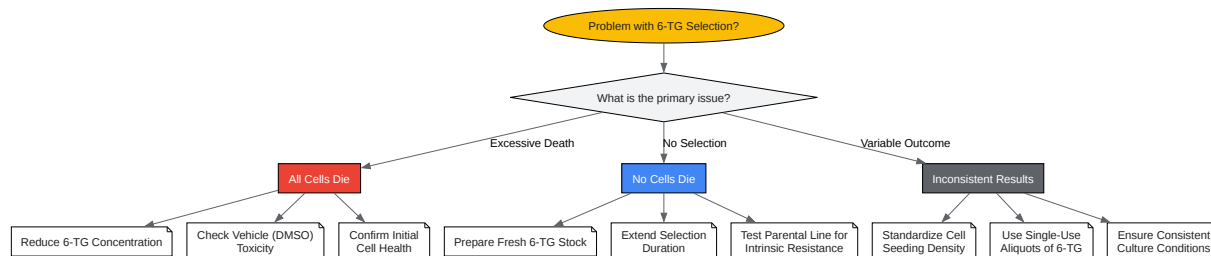 Problem with 6-TG Selection?
What is the primary issue?
Excessive Death
No Selection
Variable Outcome
All Cells Die
No Cells Die
Inconsistent Results
Reduce 6-TG Concentration
Check Vehicle (DMSO)
Toxicity
Confirm Initial
Cell Health
Prepare Fresh 6-TG Stock
Extend Selection
Duration
Test Parental Line for
Intrinsic Resistance
Standardize Cell
Seeding Density
Use Single-Use
Aliquots of 6-TG
Ensure Consistent
Culture Conditions